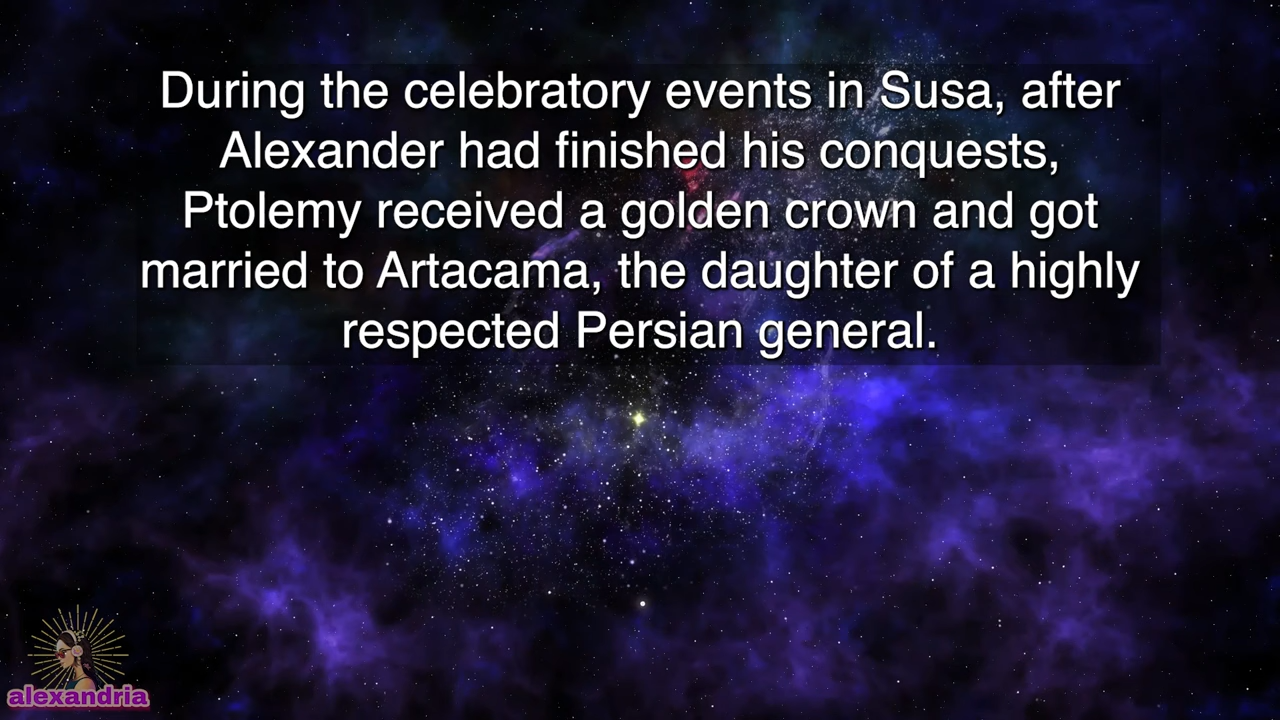 During the celebratory events in Susa, after
Alexander had finished his conquests,
Ptolemy received a golden crown and got
married to Artacama, the daughter of a highly
respected Persian general.
alexandria